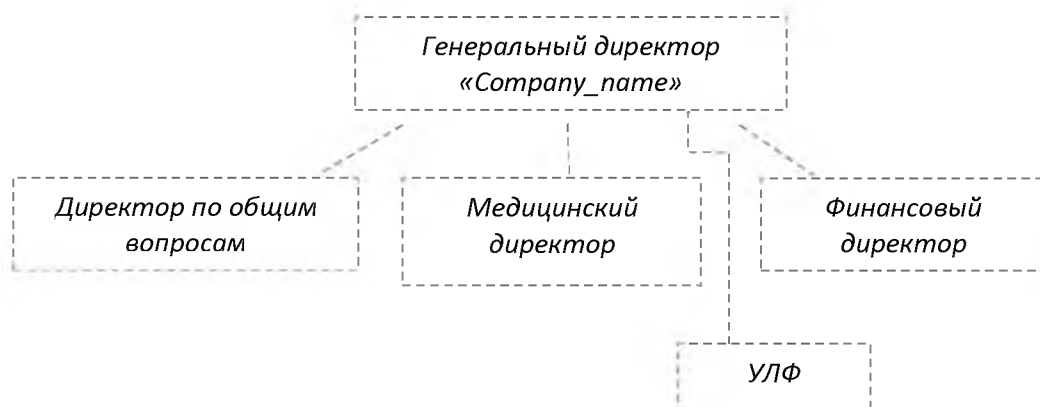 Генеральный директор
«Company_name»
Директор по общим
вопросам
Медицинский
директор
Финансовый
директор
УЛФ